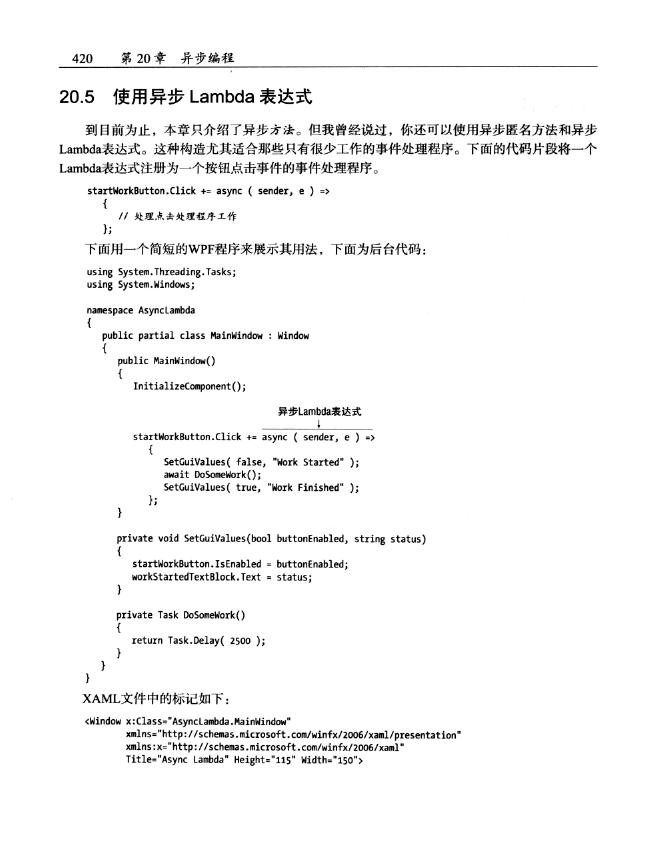 420 第20章 异步编程
20.5 使用异步 Lambda 表达式
到目前为止，本章只介绍了异步方法。但我曾经说过，你还可以使用异步匿名方法和异步
Lambda表达式。这种构造尤其适合那些只有很少工作的事件处理程序。下面的代码片段将一个
Lambda表达式注册为一个按钮点击事件的事件处理程序。
startWorkButton.Click += async ( sender, e ) =>
{
// 处理点击处理程序工作
};
下面用一个简短的WPF程序来展示其用法，下面为后台代码：
using System.Threading.Tasks;
using System.Windows;
namespace AsyncLambda
{
public partial class MainWindow : Window
{
public MainWindow()
{
InitializeComponent();
异步Lambda表达式
↓
startWorkButton.Click += async ( sender, e ) =>
{
SetGuiValues( false, "Work Started" );
await DoSomeWork();
SetGuiValues( true, "Work Finished" );
};
}
private void SetGuiValues(bool buttonEnabled, string status)
{
startWorkButton.IsEnabled = buttonEnabled;
workStartedTextBlock.Text = status;
}
private Task DoSomeWork()
{
return Task.Delay( 2500 );
}
}
}
XAML文件中的标记如下：
<Window x:Class="AsyncLambda.MainWindow"
xmlns="http://schemas.microsoft.com/winfx/2006/xaml/presentation"
xmlns:x="http://schemas.microsoft.com/winfx/2006/xaml"
Title="Async Lambda" Height="115" Width="150">